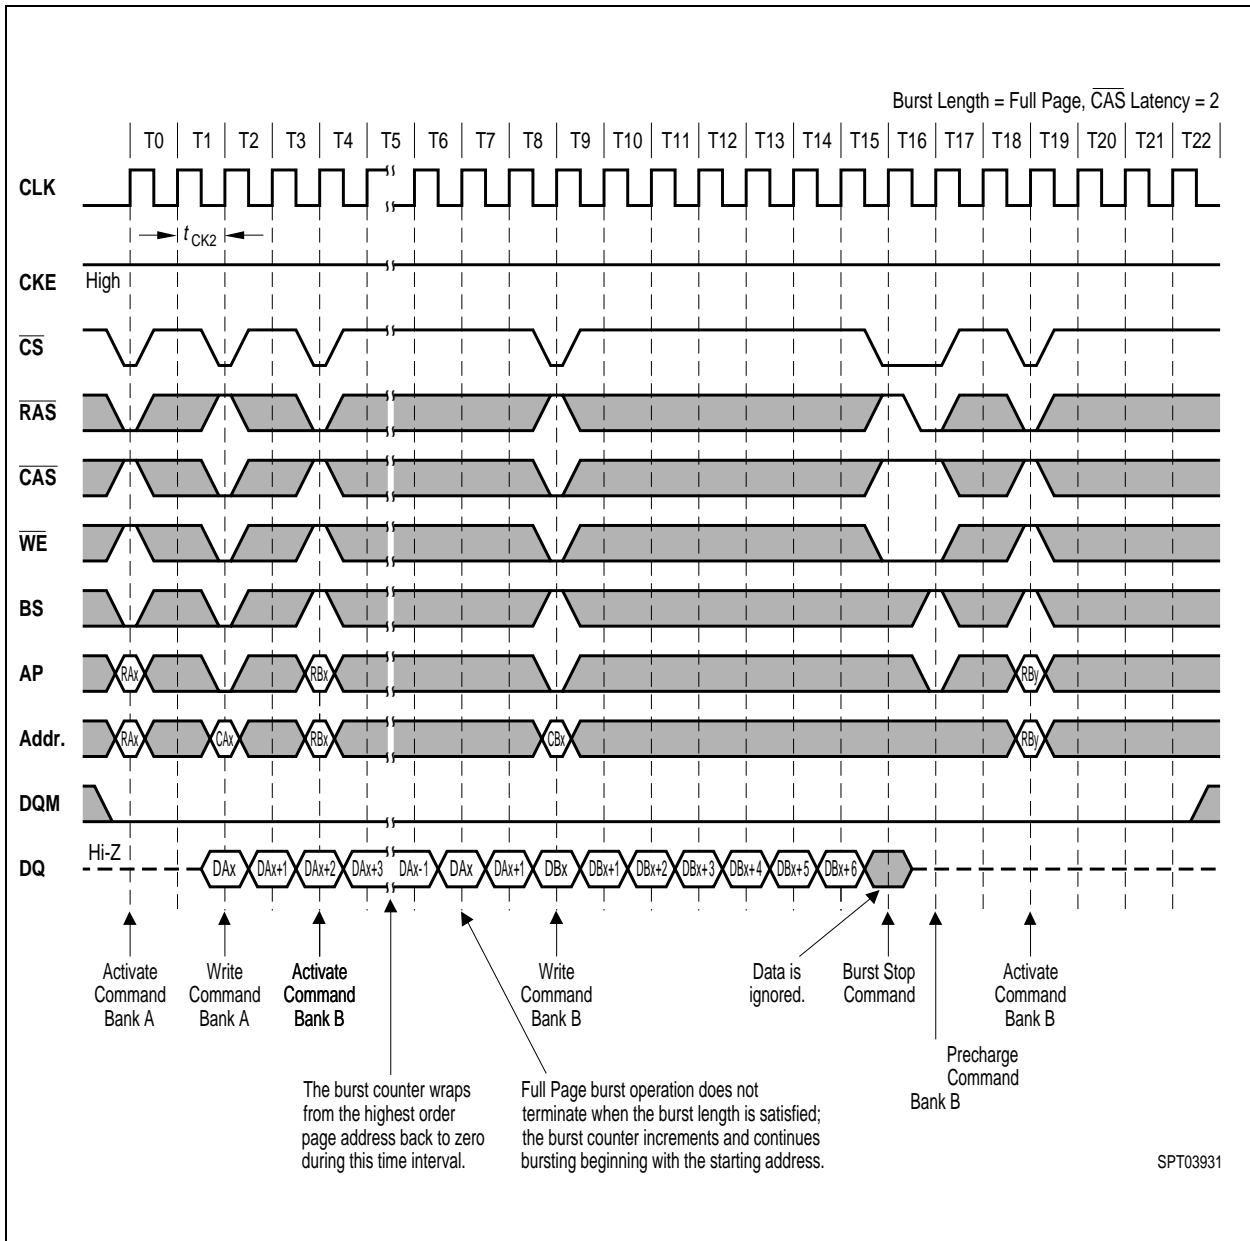 Burst Length = Full Page, CAS Latency = 2
T0 T1 T2 T3 T4 T5 T6 T7 T8 T9 T10 T11 T12 T13 T14 T15 T16 T17 T18 T19 T20 T21 T22
CLK
t CK2
CKE High
CS
RAS
CAS
WE
BS
AP RAx RBx RBy
Addr. RAx CAx RBx CBx RBy
DQM
Hi-Z
DQ DAx DAx+1 DAx+2 DAx+3 DAx-1 DAx DAx+1 DBx DBx+1 DBx+2 DBx+3 DBx+4 DBx+5 DBx+6
Activate
Command
Bank A
Write
Command
Bank A
Activate
Command
Bank B
Write
Command
Bank B
Data is
ignored.
Burst Stop
Command
Activate
Command
Bank B
Precharge
Command
Bank B
The burst counter wraps
from the highest order
page address back to zero
during this time interval.
Full Page burst operation does not
terminate when the burst length is satisfied;
the burst counter increments and continues
bursting beginning with the starting address.
SPT03931